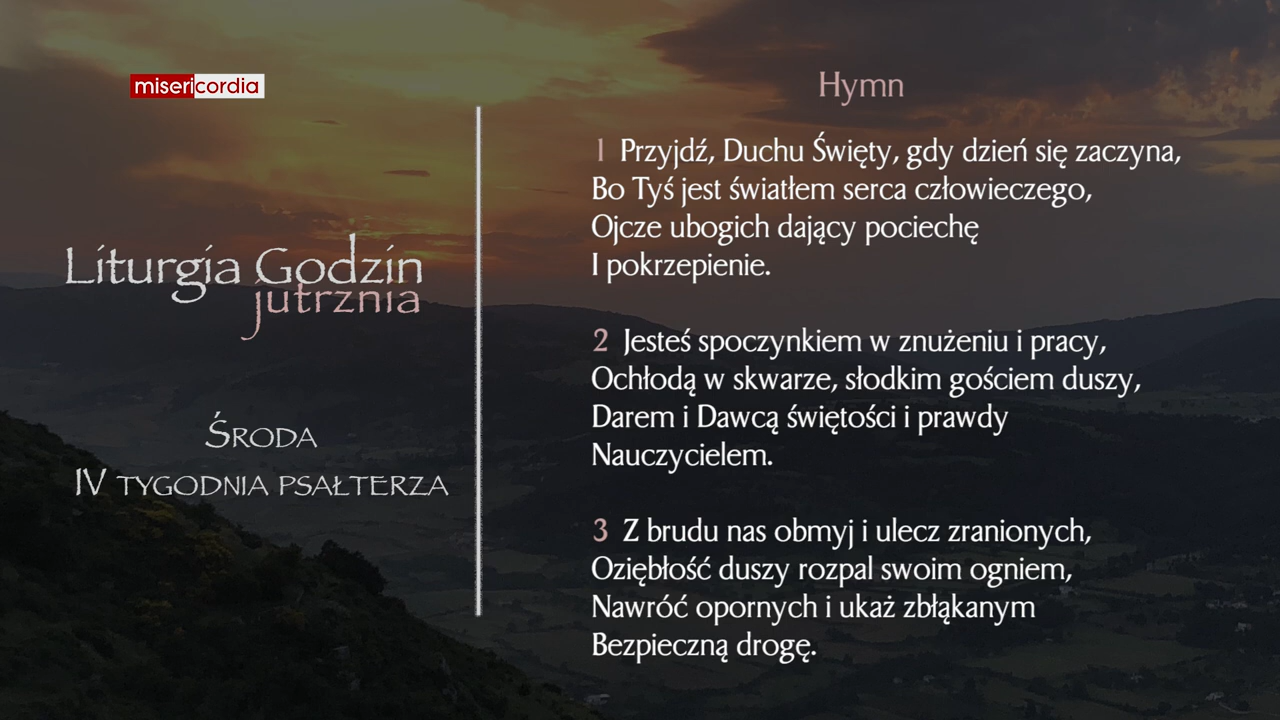 misericordia
Liturgia Godzin
jutrznia
Środa
IV tygodnia psałterza
Hymn
1 Przyjdź, Duchu Święty, gdy dzień się zaczyna,
Bo Tyś jest światłem serca człowieczego,
Ojcze ubogich dający pociechę
I pokrzepienie.
2 Jesteś spoczynkiem w znużeniu i pracy,
Ochłodą w skwarze, słodkim gościem duszy,
Darem i Dawcą świętości i prawdy
Nauczycielem.
3 Z brudu nas obmyj i ulecz zranionych,
Oziębłość duszy rozpal swoim ogniem,
Nawróć opornych i ukaż zbłąkanym
Bezpieczną drogę.